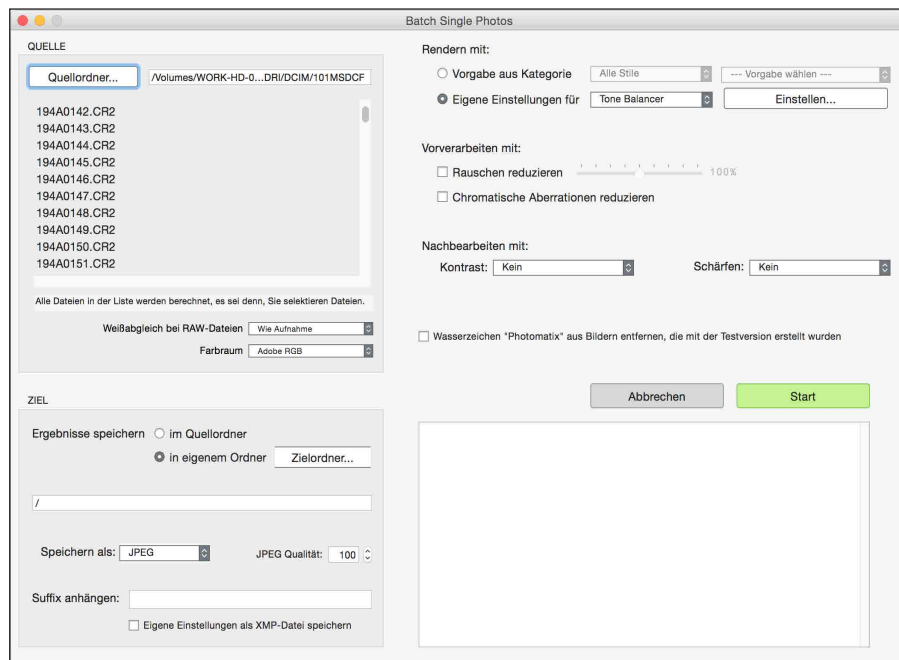 Batch Single Photos
QUELLE
Quellordner...
/Volumes/WORK-HD-0...DRI/DCIM/101MSDCF
194A0142.CR2
194A0143.CR2
194A0144.CR2
194A0145.CR2
194A0146.CR2
194A0147.CR2
194A0148.CR2
194A0149.CR2
194A0150.CR2
194A0151.CR2
Alle Dateien in der Liste werden berechnet, es sei denn, Sie selektieren Dateien.
Weißabgleich bei RAW-Dateien Wie Aufnahme
Farbraum Adobe RGB
ZIEL
Ergebnisse speichern im Quellordner
in eigenem Ordner Zielordner...
/
Speichern als: JPEG JPEG Qualität: 100
Suffix anhängen:
Eigene Einstellungen als XMP-Datei speichern
Rendern mit:
Vorgabe aus Kategorie Alle Stile --- Vorgabe wählen ---
Eigene Einstellungen für Tone Balancer Einstellen...
Vorverarbeiten mit:
Rauschen reduzieren 100%
Chromatische Aberrationen reduzieren
Nachbearbeiten mit:
Kontrast: Kein Schärfen: Kein
Wasserzeichen "Photomatix" aus Bildern entfernen, die mit der Testversion erstellt wurden
Abbrechen Start